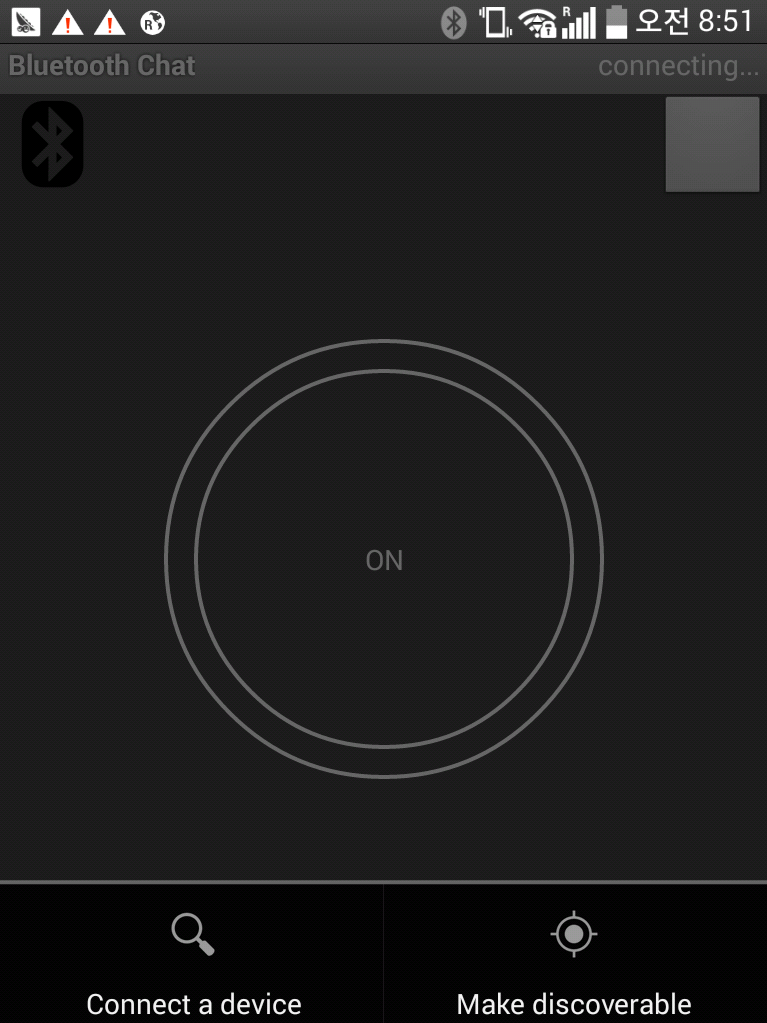 R
R
오전 8:51
Bluetooth Chat
connecting...
ON
Connect a device
Make discoverable